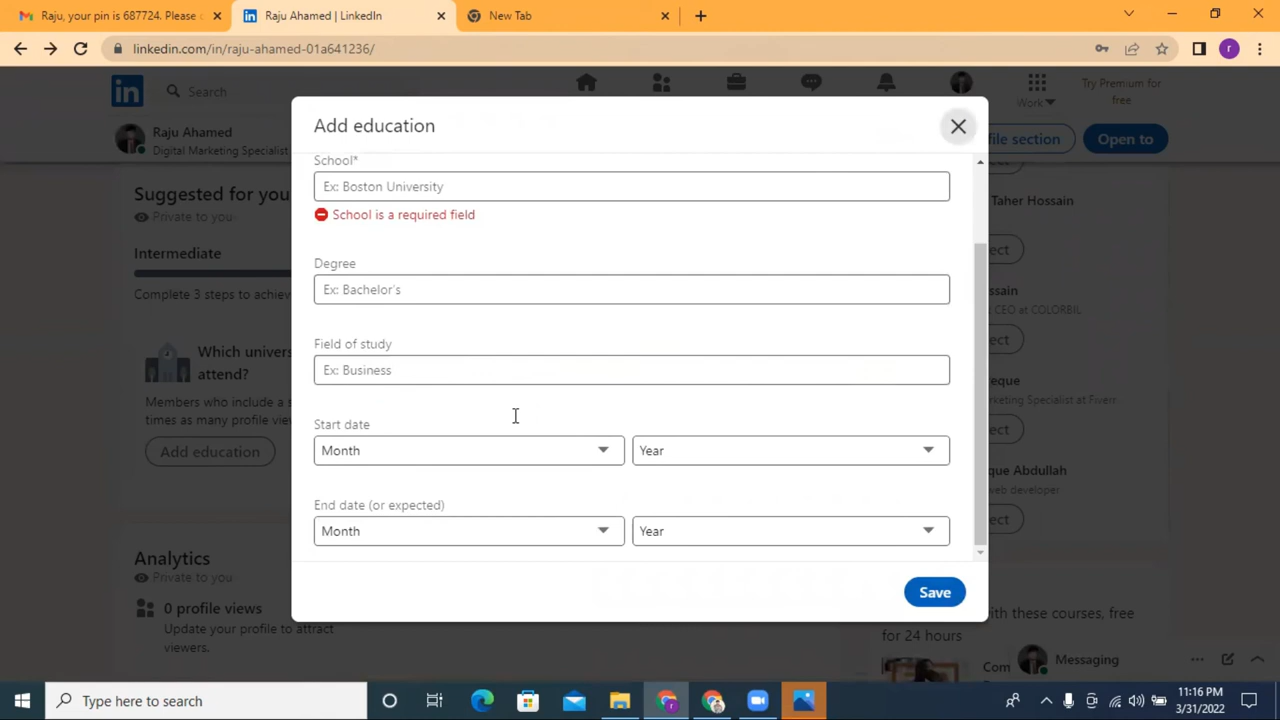 Raju, your pin is 687724. Please
Raju Ahamed | LinkedIn
New Tab
linkedin.com/in/raju-ahamed-01a641236/
r
in
Search
Work
Try Premium for
free
Raju Ahamed
Digital Marketing Specialist
file section
Open to
Add education
School*
Ex: Boston University
School is a required field
Degree
Ex: Bachelor's
Field of study
Ex: Business
Start date
Month
Year
End date (or expected)
Month
Year
Save
Suggested for you
Private to you
Intermediate
Complete 3 steps to achie
Which univers
attend?
Members who include a s
times as many profile vie
Add education
Analytics
Private to you
0 profile views
Update your profile to attract
viewers.
Taher Hossain
ect
ssain
CEO at COLORBIL
ect
eque
rketing Specialist at Fiverr
ect
que Abdullah
web developer
ect
with these courses, free
for 24 hours
Com
Messaging
Type here to search
11:16 PM
3/31/2022